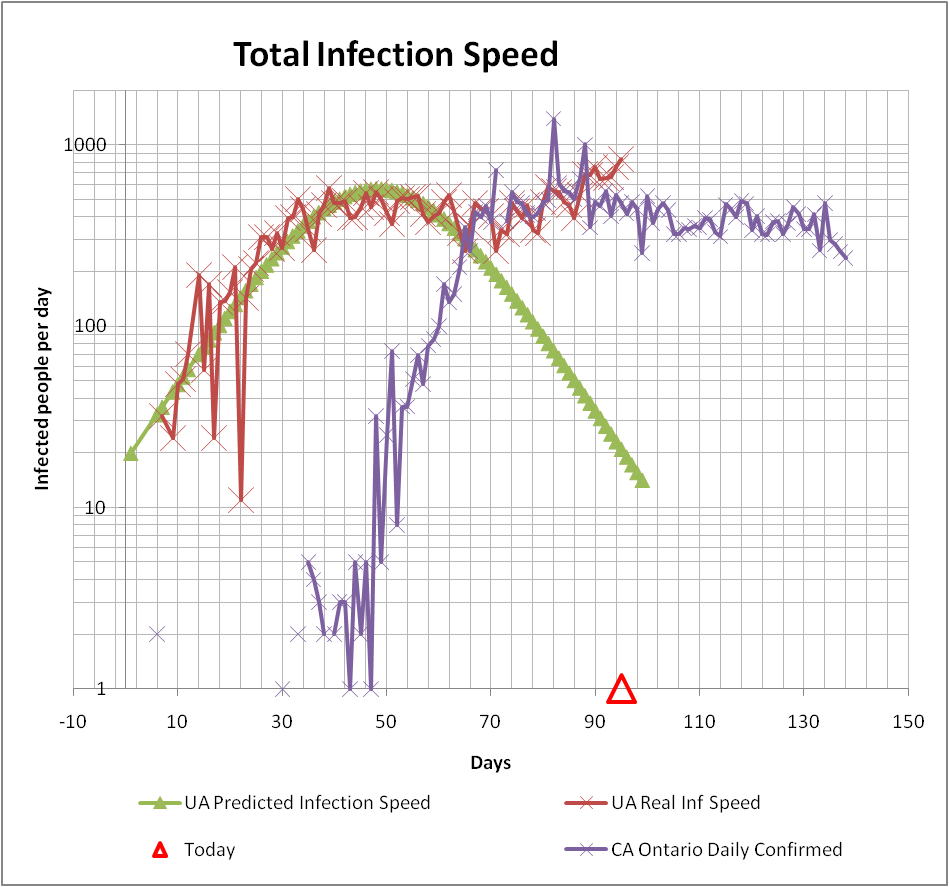 Total Infection Speed
1000
100
10
1
Infected people per day
-10 10 30 50 70 90 110 130 150
Days
UA Predicted Infection Speed
UA Real Inf Speed
Today
CA Ontario Daily Confirmed